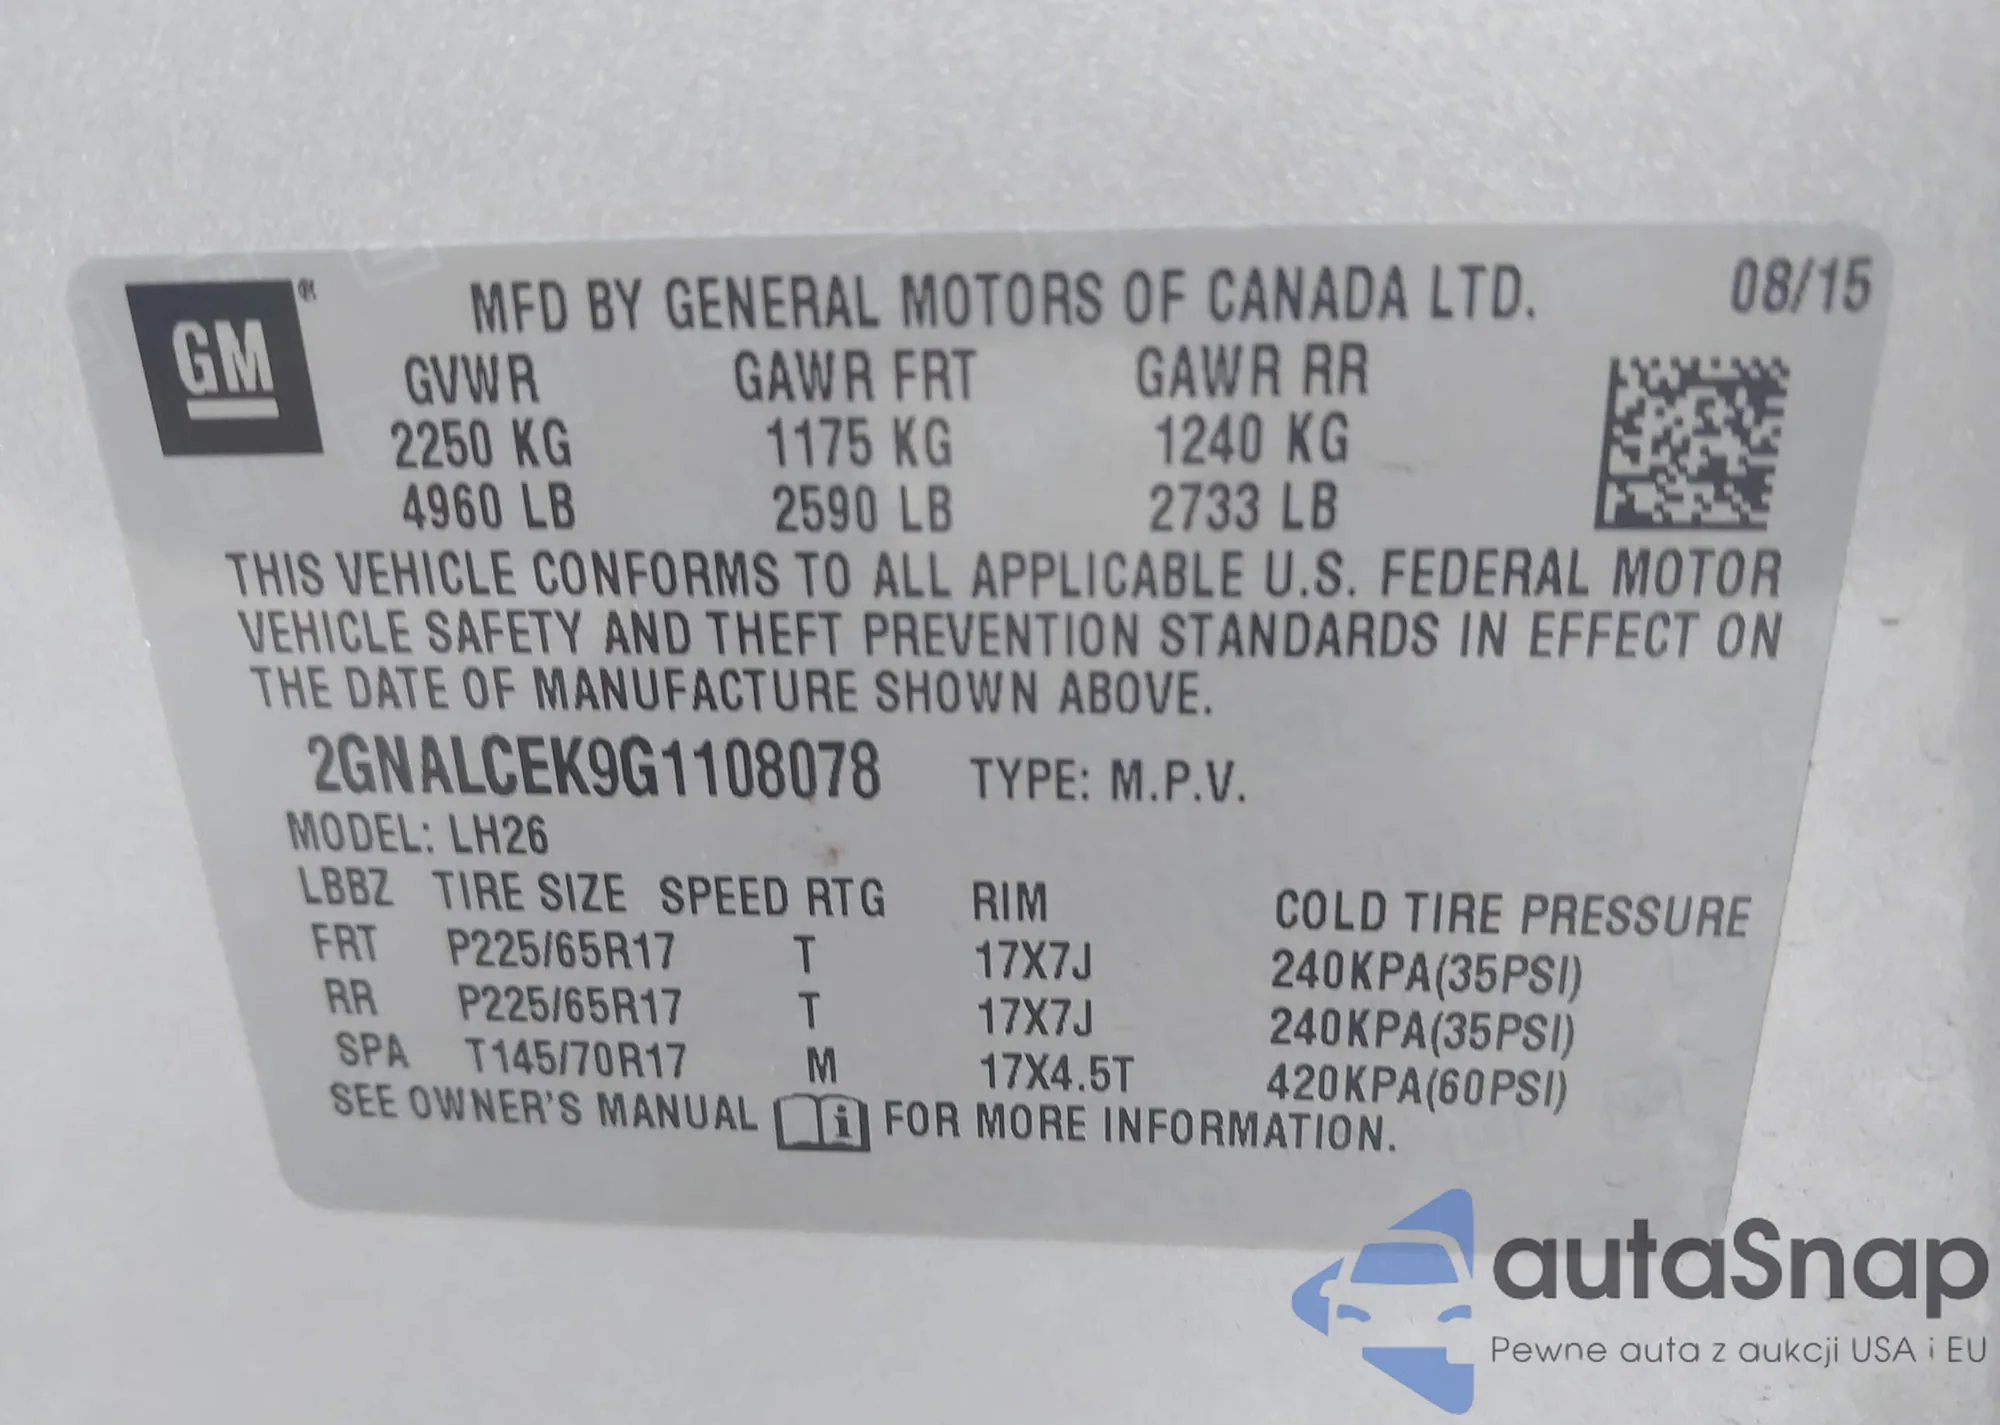 GM
®
MFD BY GENERAL MOTORS OF CANADA LTD. 08/15
GVWR GAWR FRT GAWR RR
2250 KG 1175 KG 1240 KG
4960 LB 2590 LB 2733 LB
THIS VEHICLE CONFORMS TO ALL APPLICABLE U.S. FEDERAL MOTOR
VEHICLE SAFETY AND THEFT PREVENTION STANDARDS IN EFFECT ON
THE DATE OF MANUFACTURE SHOWN ABOVE.
2GNALCEK9G1108078 TYPE: M.P.V.
MODEL: LH26
LBBZ TIRE SIZE SPEED RTG RIM COLD TIRE PRESSURE
FRT P225/65R17 T 17X7J 240KPA(35PSI)
RR P225/65R17 T 17X7J 240KPA(35PSI)
SPA T145/70R17 M 17X4.5T 420KPA(60PSI)
SEE OWNER'S MANUAL i FOR MORE INFORMATION.
autaSnap
Pewne auta z aukcji USA i EU